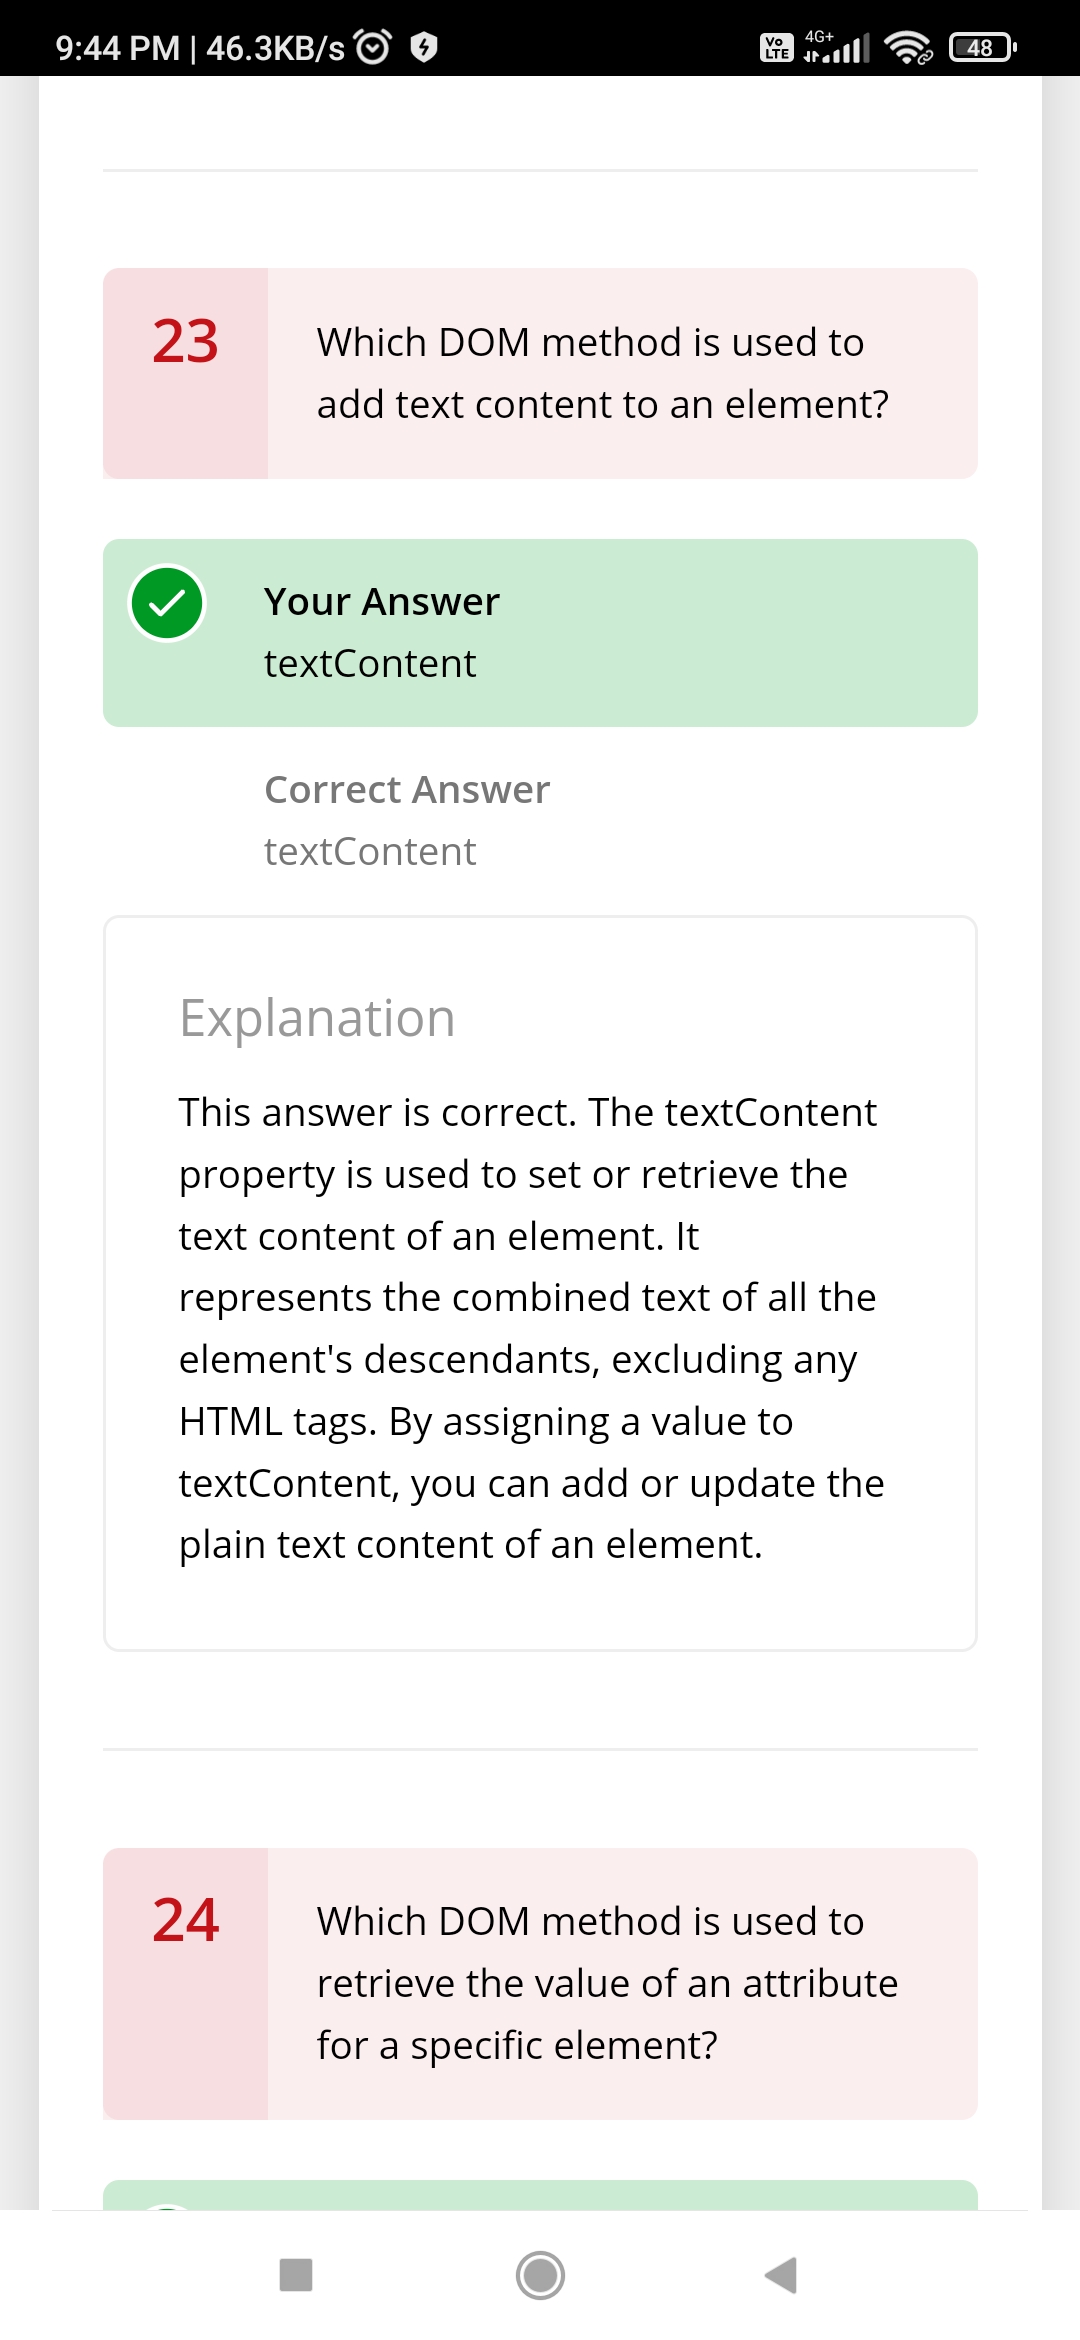 9:44 PM | 46.3KB/s
Vo LTE 4G+ 48
23
Which DOM method is used to
add text content to an element?
Your Answer
textContent
Correct Answer
textContent
Explanation
This answer is correct. The textContent
property is used to set or retrieve the
text content of an element. It
represents the combined text of all the
element's descendants, excluding any
HTML tags. By assigning a value to
textContent, you can add or update the
plain text content of an element.
24
Which DOM method is used to
retrieve the value of an attribute
for a specific element?